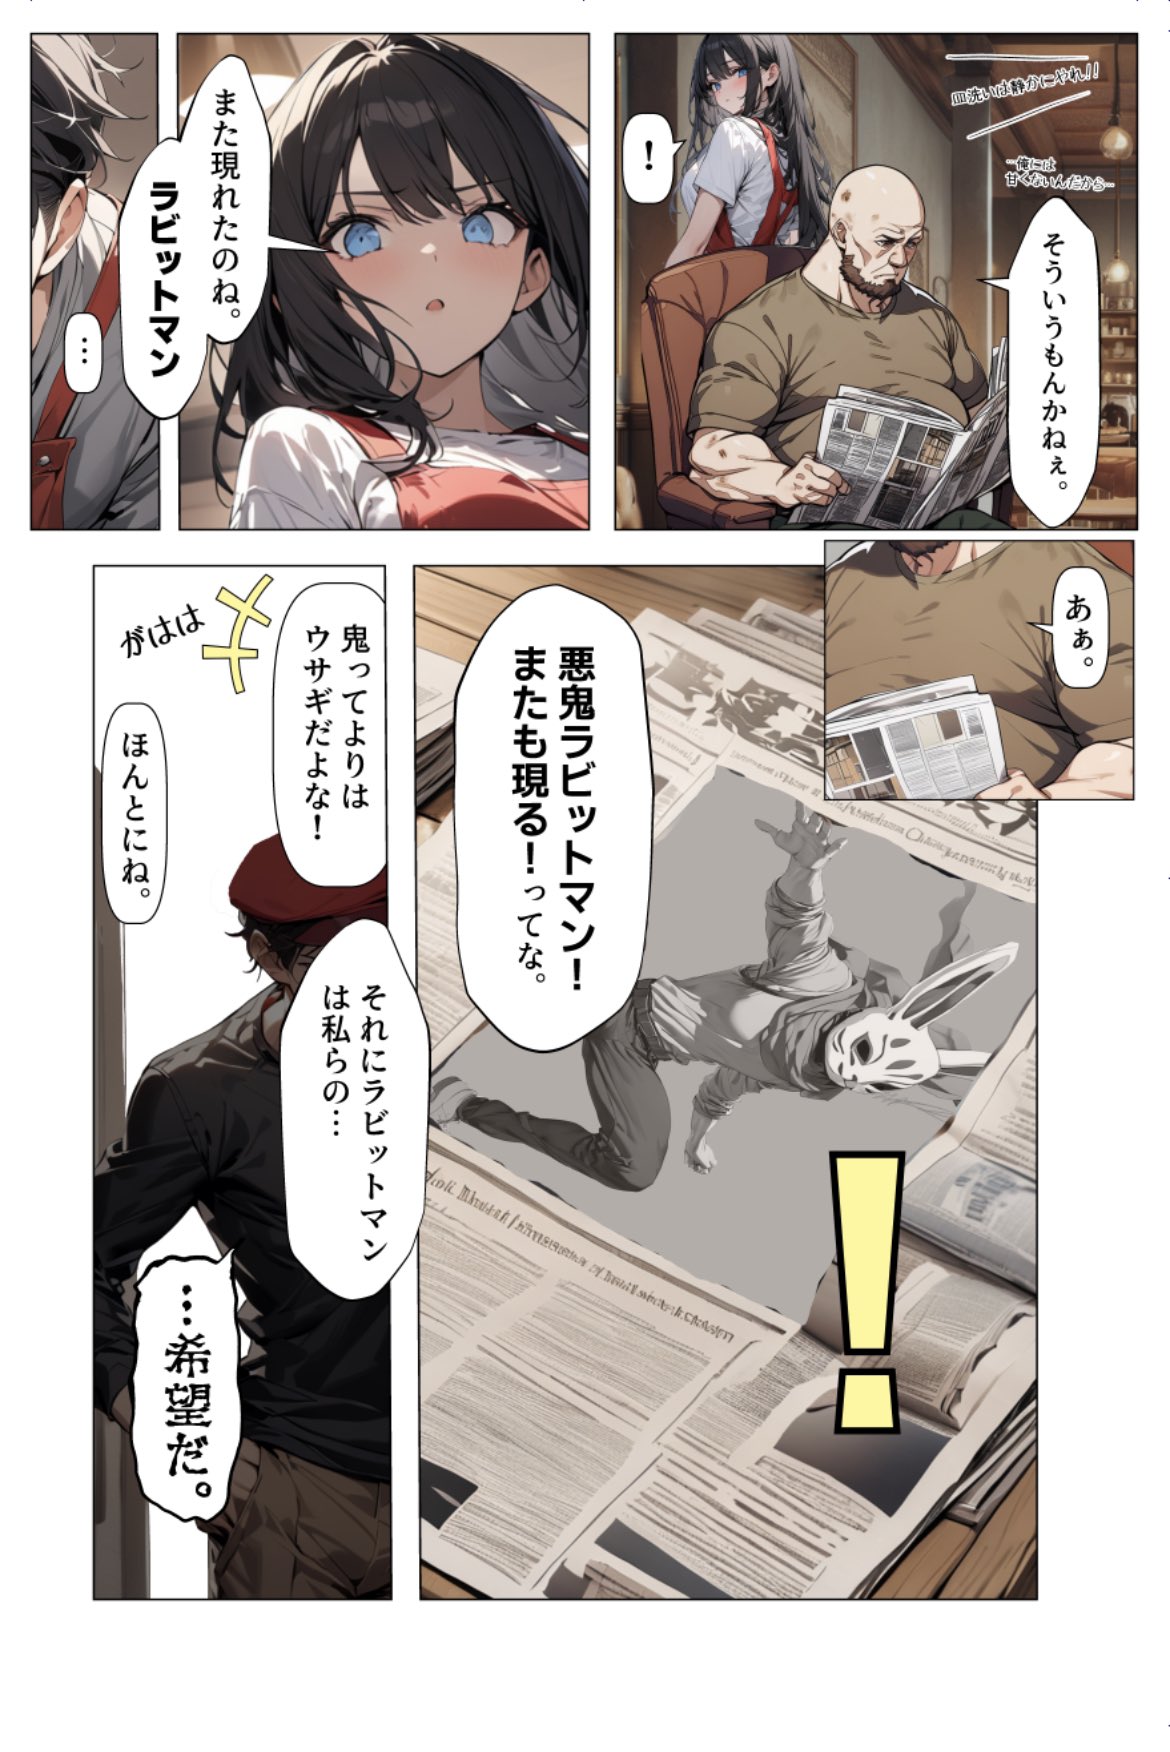 皿洗いは静かにやれ!!
…俺には
甘くないんだから…
そういうもんかねぇ。
！
また現れたのね。
ラビットマン
…
あぁ。
悪鬼ラビットマン！
またも現る！ってな。
！
鬼ってよりは
ウサギだよな！
がはは
ほんとにね。
それにラビットマン
は私らの…
…希望だ。